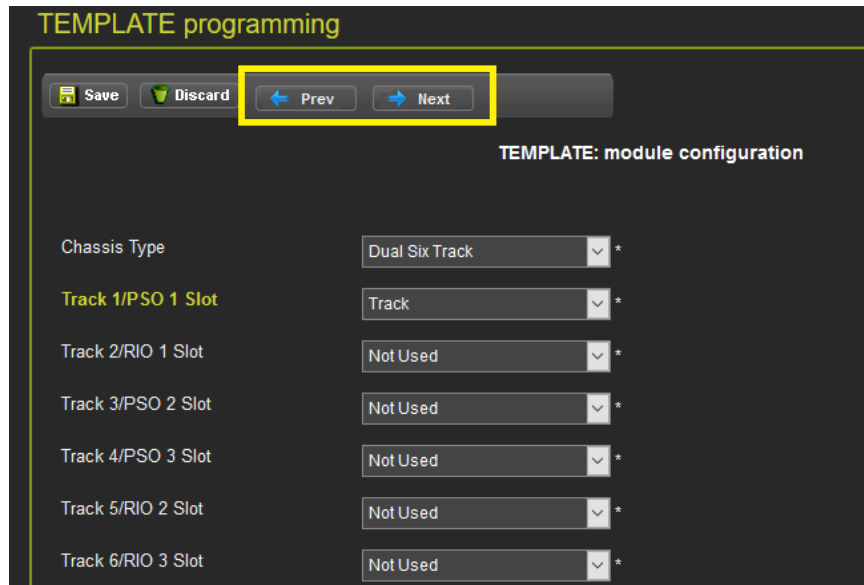 TEMPLATE programming
Save Discard Prev Next
TEMPLATE: module configuration
Chassis Type Dual Six Track *
Track 1/PSO 1 Slot Track *
Track 2/RIO 1 Slot Not Used *
Track 3/PSO 2 Slot Not Used *
Track 4/PSO 3 Slot Not Used *
Track 5/RIO 2 Slot Not Used *
Track 6/RIO 3 Slot Not Used *